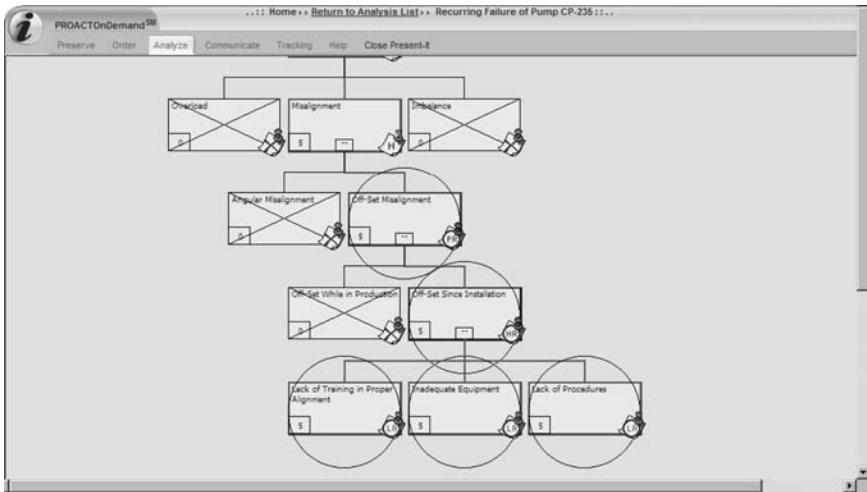 ..:: Home ›› Return to Analysis List ›› Recurring Failure of Pump CP-235 ::..
i
PROACTOnDemand SM
Preserve Order Analyze Communicate Tracking Help Close Present-It
Overload
Misalignment
Imbalance
0
5
--
H
0
Angular Misalignment
Off-Set Misalignment
0
5
--
PR
Off-Set While in Production
Off-Set Since Installation
0
5
--
HR
Lack of Training in Proper
Alignment
Inadequate Equipment
Lack of Procedures
5
LR
5
LR
5
LR